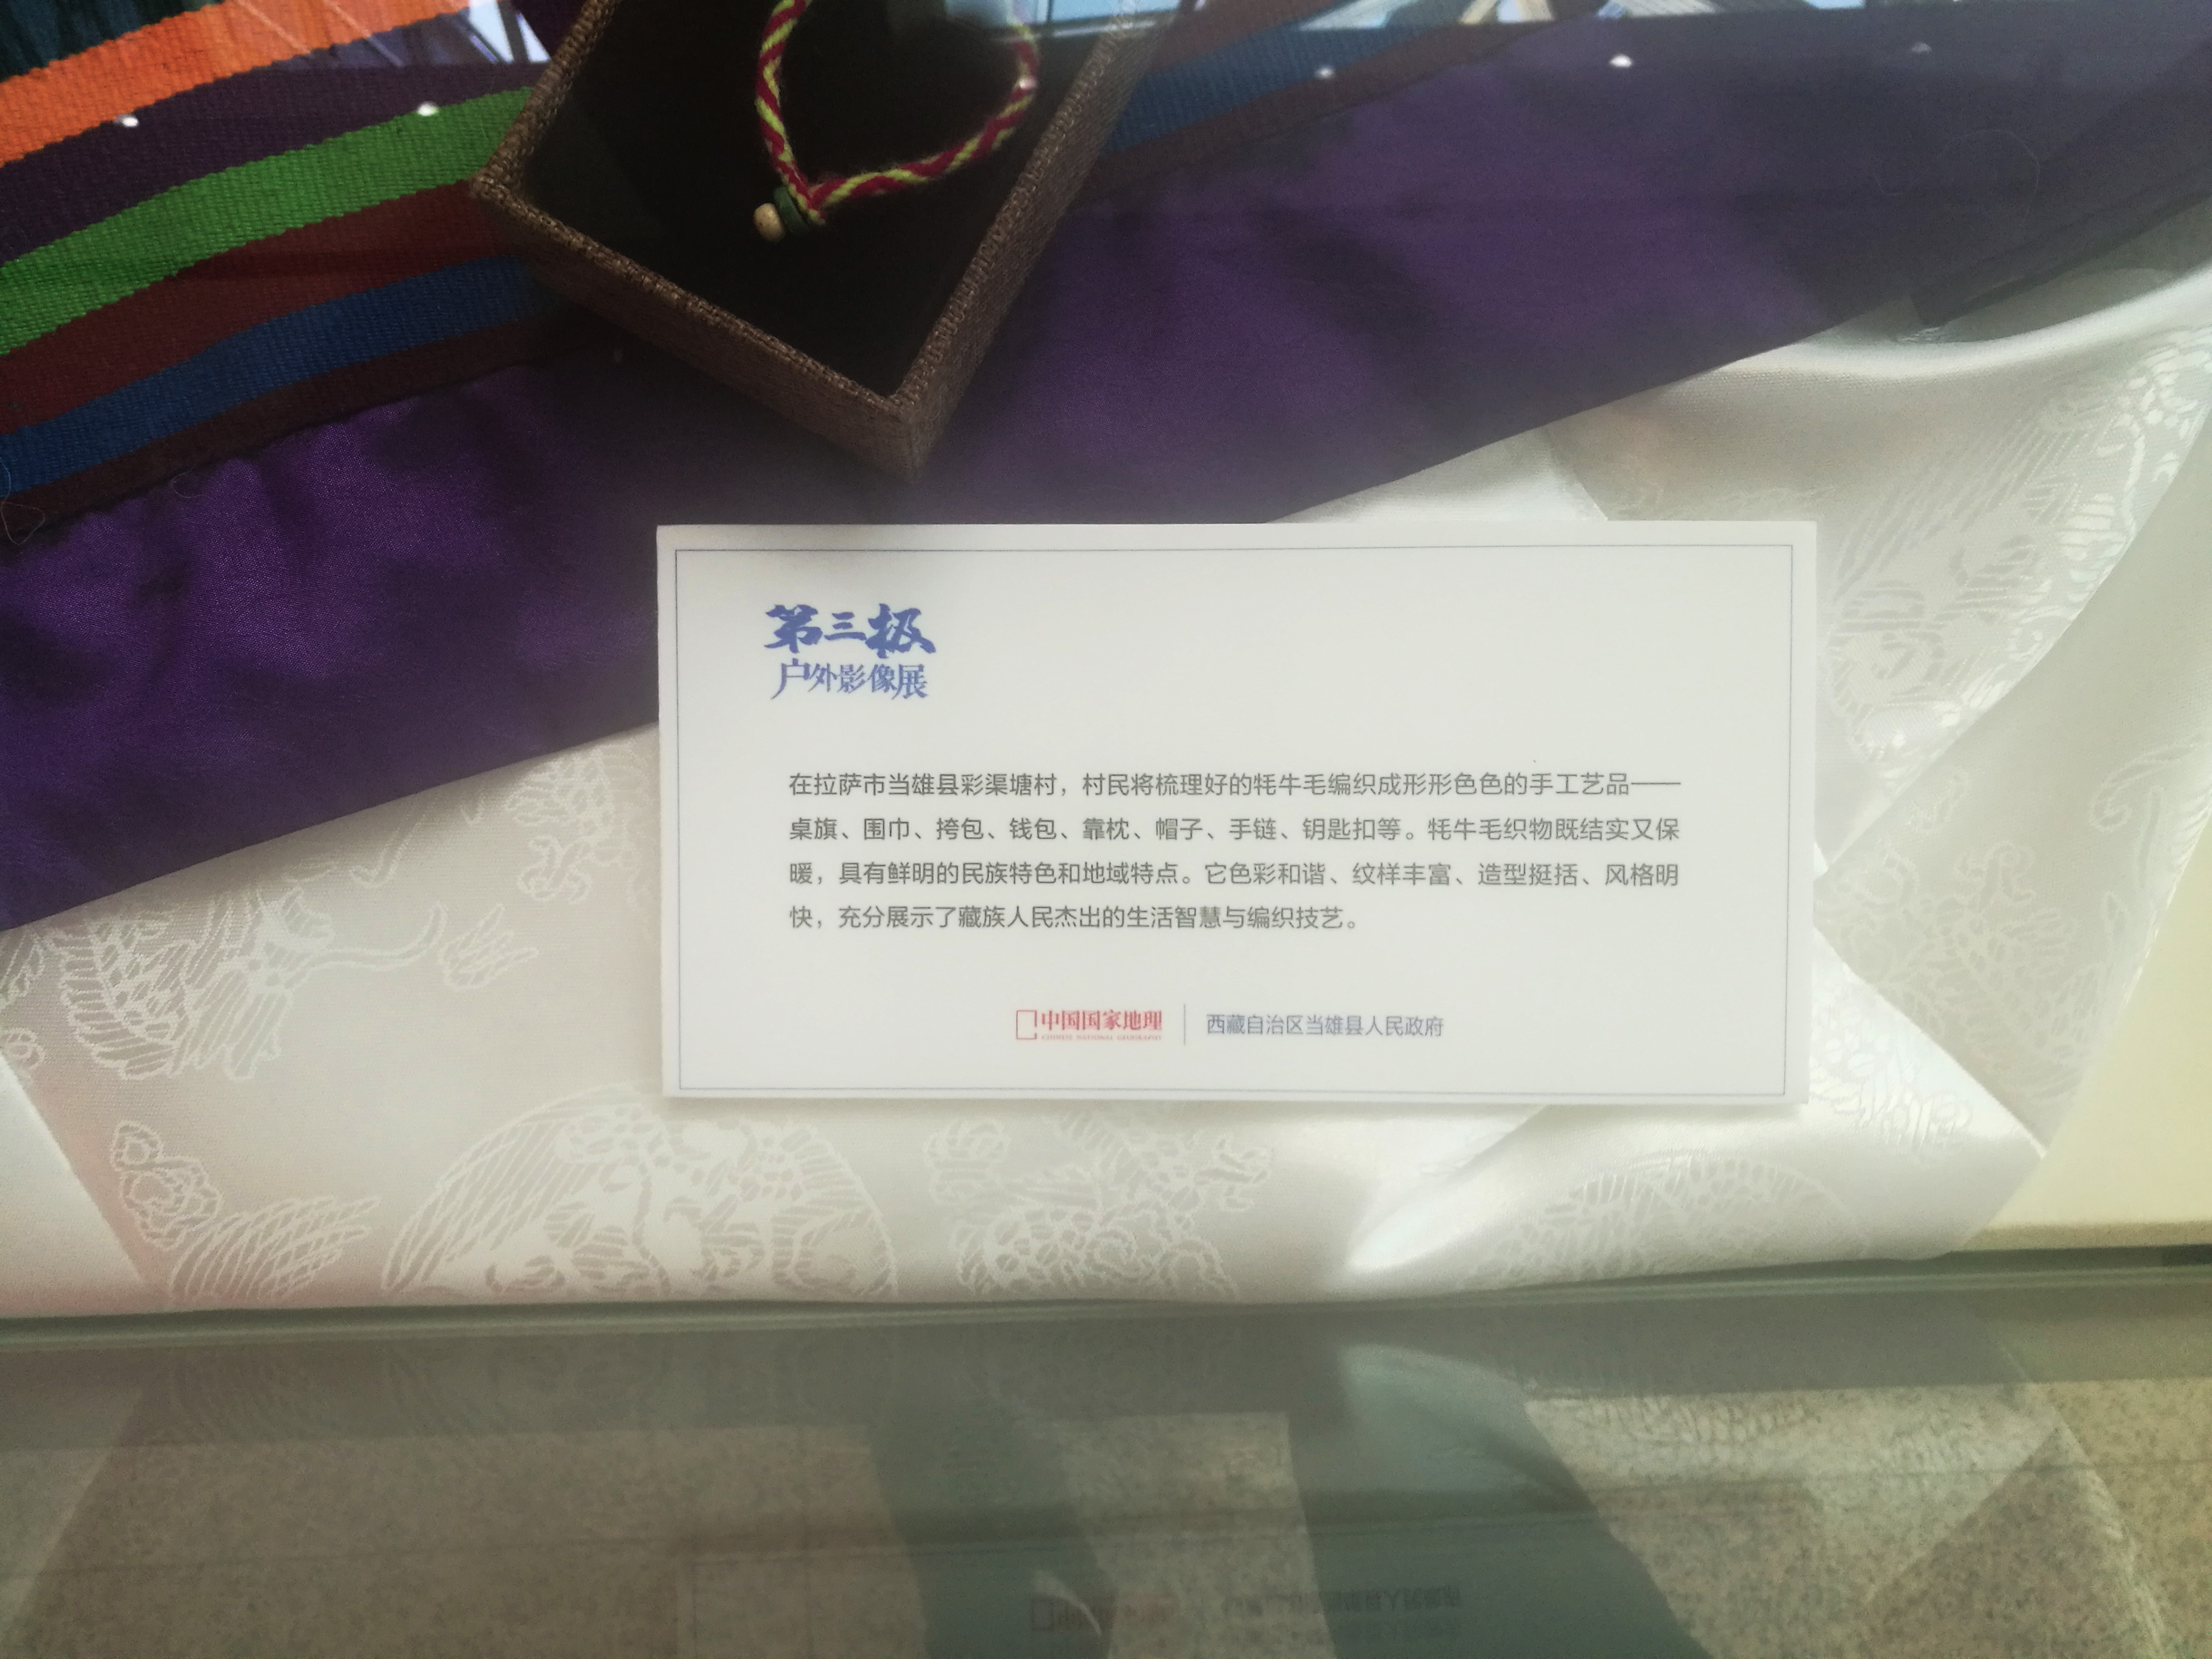 第三极
户外影像展
在拉萨市当雄县彩渠塘村，村民将梳理好的牦牛毛编织成形形色色的手工艺品——
桌旗、围巾、挎包、钱包、靠枕、帽子、手链、钥匙扣等。牦牛毛织物既结实又保
暖，具有鲜明的民族特色和地域特点。它色彩和谐、纹样丰富、造型挺括、风格明
快，充分展示了藏族人民杰出的生活智慧与编织技艺。
中国国家地理 西藏自治区当雄县人民政府
CHINESE NATIONAL GEOGRAPHY